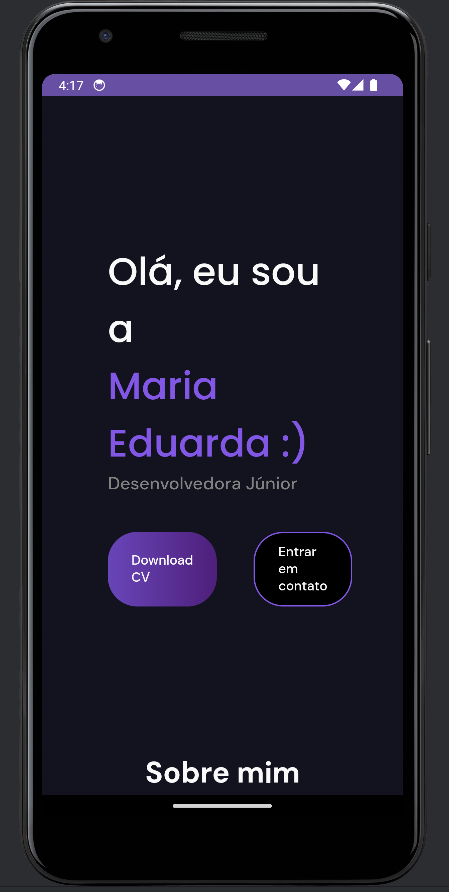 4:17
Olá, eu sou
a
Maria
Eduarda :)
Desenvolvedora Júnior
Download
CV
Entrar
em
contato
Sobre mim